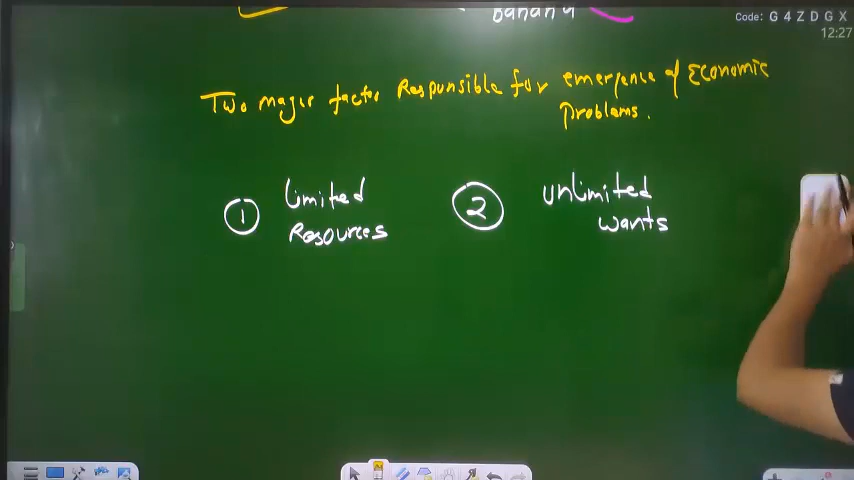 banana
Code: G 4 Z D G X
12:27
Two major factor Responsible for emergence of Economic
problems.
1 Limited
Resources
2 unlimited
wants